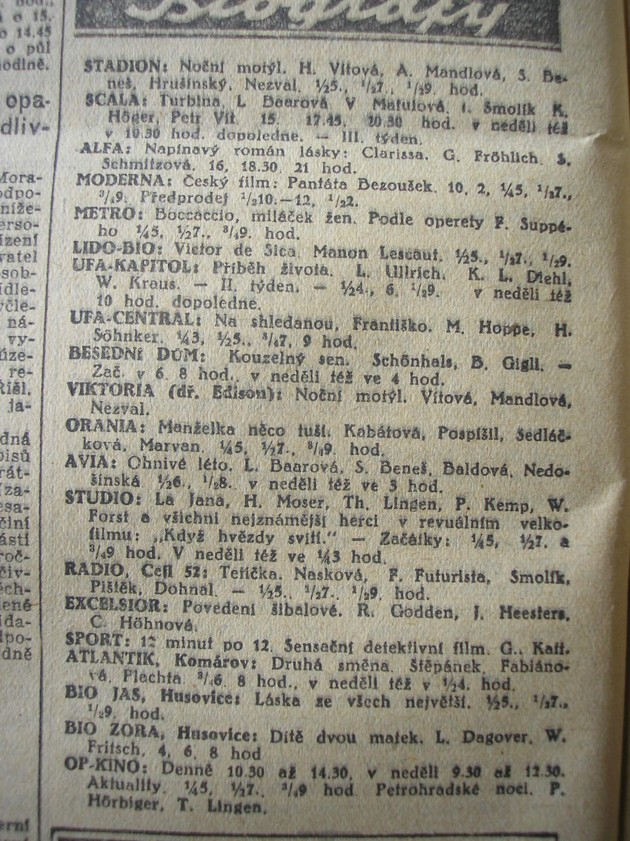 Biografy
STADION: Noční motýl. H. Vítová, A. Mandlová, S. Be-
neš, Hrušínský, Nezval. ½5., ½7., ½9. hod.
SCALA: Turbina. L Baarová V Matulová, I. Smolík K.
Höger, Petr Vít. 15. 17.45, 20.30 hod. v neděli též
v 10.30 hod. dopoledne. — III. týden.
ALFA: Napínavý román lásky: Clarissa. G. Fröhlich. S.
Schmitzová. 16, 18.30, 21 hod.
MODERNA: Český film: Pantáta Bezoušek. 10, 2, ¼5, ½7.,
¾9. Předprodej ½10.—12, ½2.
METRO: Boccaccio, miláček žen. Podle operety F. Suppé-
ho ¼5, ½7., ¾9. hod.
LIDO-BIO: Victor de Sica. Manon Lescaut. ½5., ½7., ½9.
UFA-KAPITOL: Příběh života. L. Ullrich. K. L. Diehl,
W. Kraus. — II. týden. — ½4., 6, ½9. v neděli též
10 hod. dopoledne.
UFA-CENTRAL: Na shledanou, Františko. M. Hoppe, H.
Söhnker. ¼3, ½5., ¾7, 9 hod.
BESEDNÍ DŮM: Kouzelný sen. Schönhals, B. Gigli. —
Zač. v 6. 8 hod., v neděli též ve 4 hod.
VIKTORIA (dř. Edison): Noční motýl. Vítová, Mandlová,
Nezval.
ORANIA: Manželka něco tuší. Kabátová, Pospíšil, Sedláč-
ková, Marvan. ¼5, ½7., ¾9. hod.
AVIA: Ohnivé léto. L. Baarová, S. Beneš, Baldová, Nedo-
šínská ½6., ½8.. v neděli též ve 3 hod.
STUDIO: La Jana, H. Moser, Th. Lingen, P. Kemp, W.
Forst a všichni nejznámější herci v revuálním velko-
filmu: „Když hvězdy svítí." — Začátky: ¼5, ½7. a
¾9 hod. V neděli též ve ¼3 hod.
RADIO, Cejl 52: Tetička. Nasková, F. Futurista, Smolík,
Pištěk, Dohnal. — ½5., ½7., ½9. hod.
EXCELSIOR: Povedení šibalové. R. Godden, J. Heesters,
C. Höhnová.
SPORT: 12 minut po 12. Sensační detektivní film. G..
ATLANTIK, Komárov: Druhá směna. Štěpánek, Fabiáno-
vá, Plachta ¾6. 8 hod., v neděli též v ½4. hod.
BIO JAS, Husovice: Láska ze všech největší. ½5., ½7.,
½9. hod.
BIO ZORA, Husovice: Dítě dvou matek. L. Dagover, W.
Fritsch. 4, 6, 8 hod
OP-KINO: Denně 10.30 až 14.30, v neděli 9.30 až 12.30.
Aktuality. ¼5, ½7., ¾9 hod Petrohradské noci. P.
Hörbiger, T. Lingen.